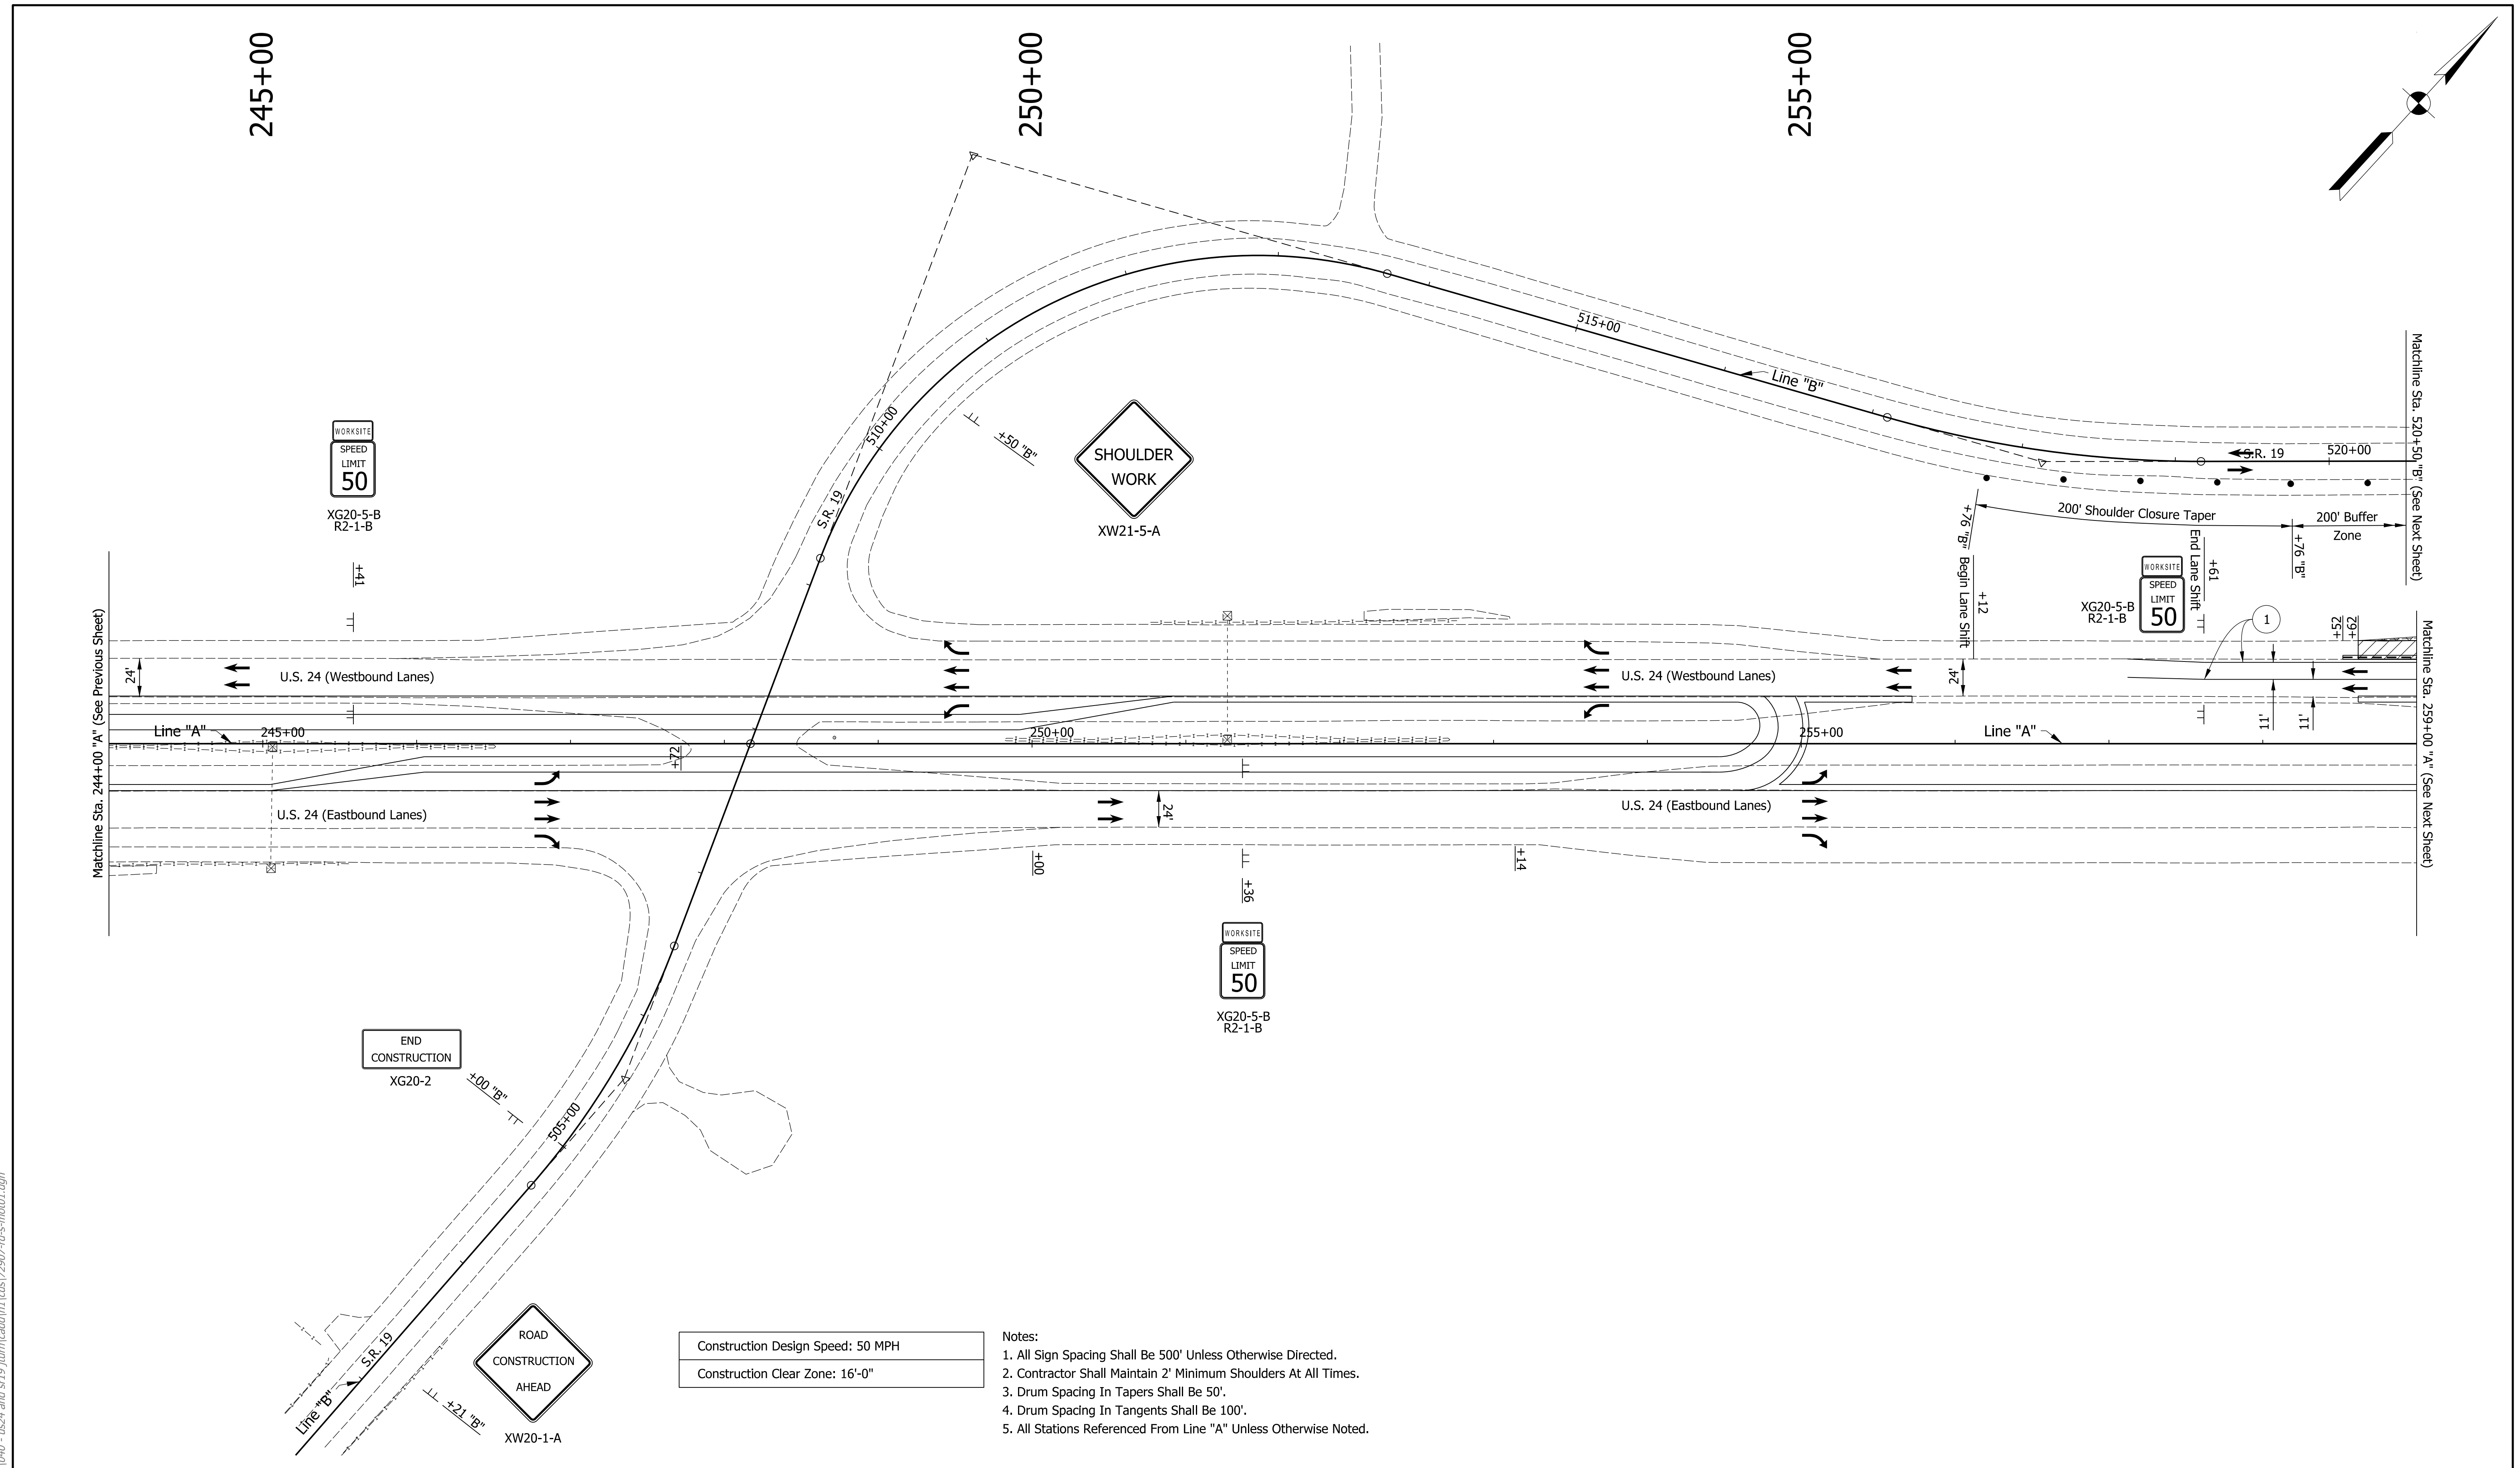 245+00
250+00
255+00
515+00
Line "B"
510+00
S.R. 19
+50 "B"
SHOULDER
WORK
XW21-5-A
WORKSITE
SPEED
LIMIT
50
XG20-5-B
R2-1-B
+41
S.R. 19
520+00
Matchline Sta. 520+50 "B" (See Next Sheet)
200' Shoulder Closure Taper
200' Buffer
Zone
+76 "B"
Begin Lane Shift
+12
End Lane Shift
+61
+76 "B"
WORKSITE
SPEED
LIMIT
50
XG20-5-B
R2-1-B
1
+52
+62
Matchline Sta. 244+00 "A" (See Previous Sheet)
24'
U.S. 24 (Westbound Lanes)
U.S. 24 (Westbound Lanes)
24'
11'
11'
Matchline Sta. 259+00 "A" (See Next Sheet)
Line "A"
245+00
+72
250+00
255+00
Line "A"
U.S. 24 (Eastbound Lanes)
24'
U.S. 24 (Eastbound Lanes)
+00
+36
+14
WORKSITE
SPEED
LIMIT
50
XG20-5-B
R2-1-B
END
CONSTRUCTION
XG20-2
+00 "B"
505+00
S.R. 19
Line "B"
ROAD
CONSTRUCTION
AHEAD
XW20-1-A
+21 "B"
Construction Design Speed: 50 MPH
Construction Clear Zone: 16'-0"
Notes:
1. All Sign Spacing Shall Be 500' Unless Otherwise Directed.
2. Contractor Shall Maintain 2' Minimum Shoulders At All Times.
3. Drum Spacing In Tapers Shall Be 50'.
4. Drum Spacing In Tangents Shall Be 100'.
5. All Stations Referenced From Line "A" Unless Otherwise Noted.